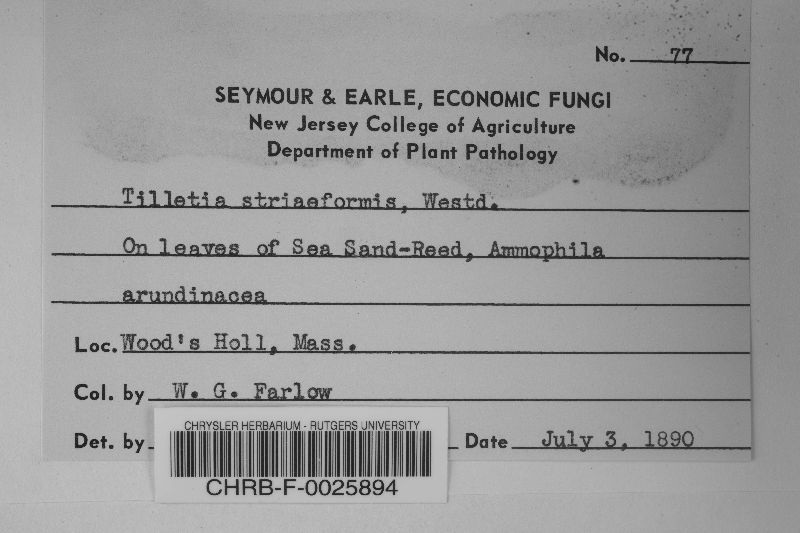 No. 77
SEYMOUR & EARLE, ECONOMIC FUNGI
New Jersey College of Agriculture
Department of Plant Pathology
Tilletia striaeformis, Westd.
On leaves of Sea Sand-Reed, Ammophila
arundinacea
Loc. Wood's Holl, Mass.
Col. by W. G. Farlow
Det. by Date July 3, 1890
CHRYSLER HERBARIUM - RUTGERS UNIVERSITY
CHRB-F-0025894